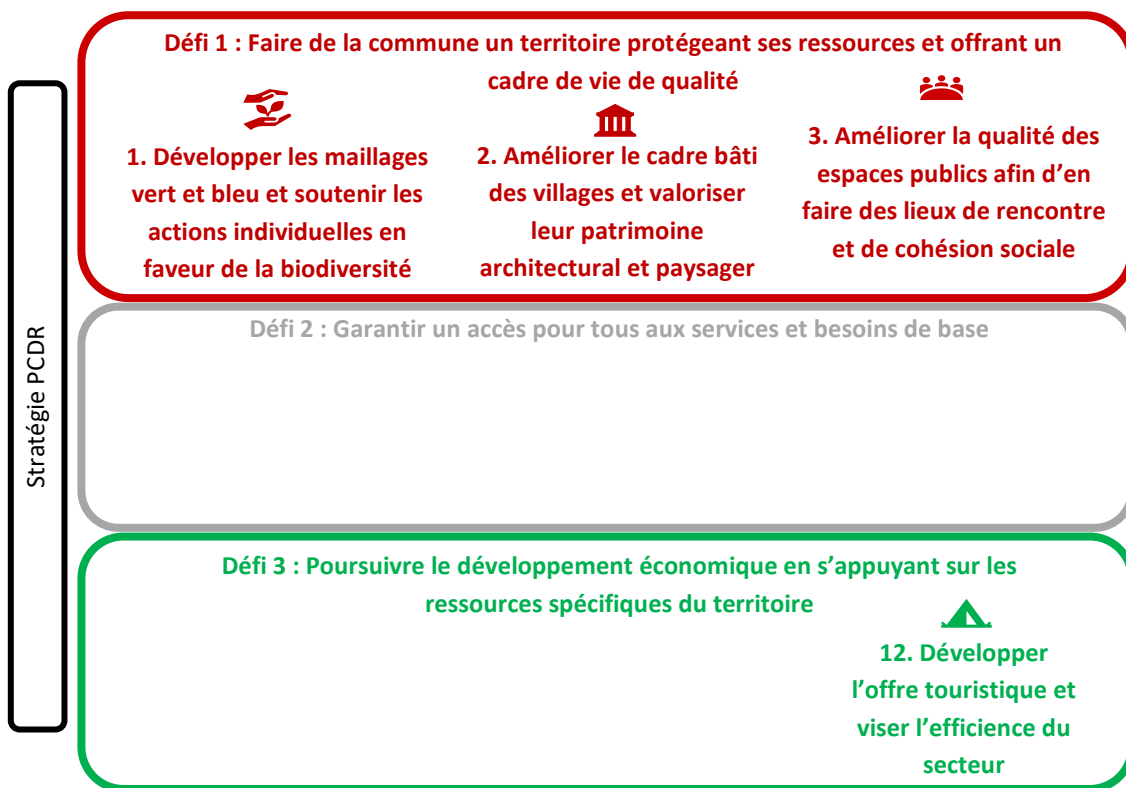 Stratégie PCDR
Défi 1 : Faire de la commune un territoire protégeant ses ressources et offrant un
cadre de vie de qualité
1. Développer les maillages
vert et bleu et soutenir les
actions individuelles en
faveur de la biodiversité
2. Améliorer le cadre bâti
des villages et valoriser
leur patrimoine
architectural et paysager
3. Améliorer la qualité des
espaces publics afin d’en
faire des lieux de rencontre
et de cohésion sociale
Défi 2 : Garantir un accès pour tous aux services et besoins de base
Défi 3 : Poursuivre le développement économique en s’appuyant sur les
ressources spécifiques du territoire
12. Développer
l’offre touristique et
viser l’efficience du
secteur